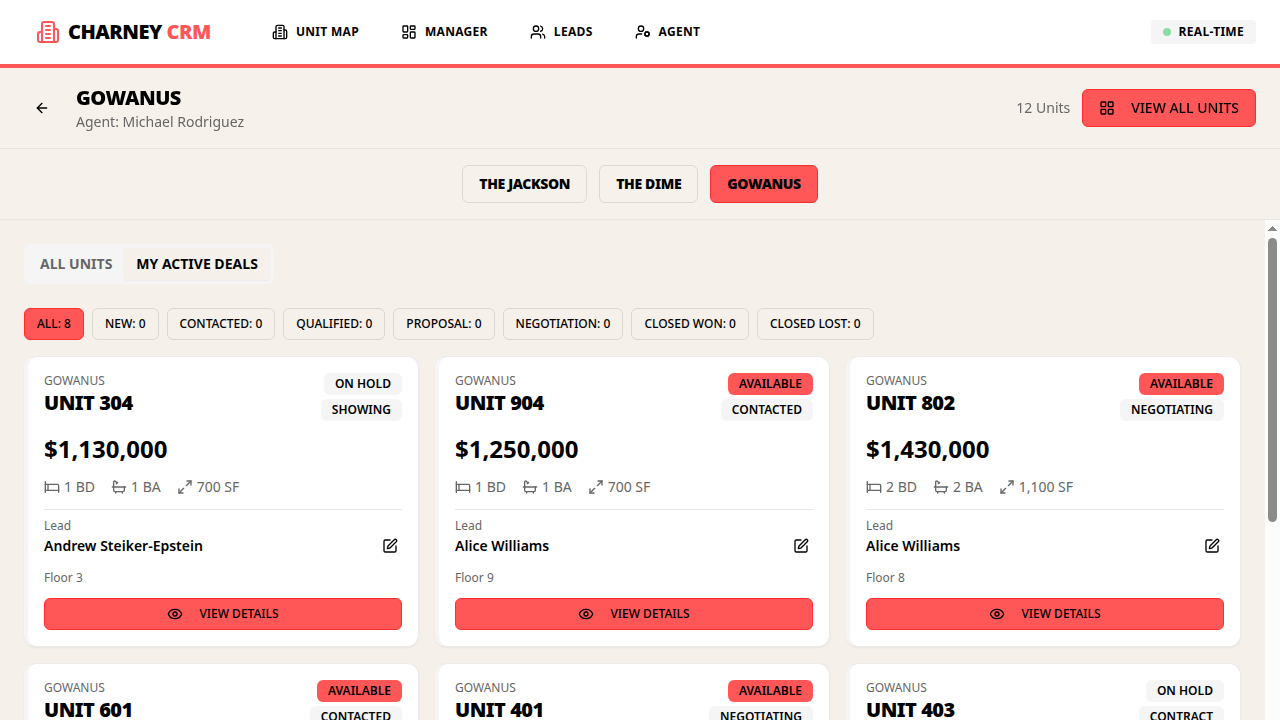 CHARNEY CRM
UNIT MAP
MANAGER
LEADS
AGENT
REAL-TIME
GOWANUS
Agent: Michael Rodriguez
12 Units
VIEW ALL UNITS
THE JACKSON
THE DIME
GOWANUS
ALL UNITS
MY ACTIVE DEALS
ALL: 8
NEW: 0
CONTACTED: 0
QUALIFIED: 0
PROPOSAL: 0
NEGOTIATION: 0
CLOSED WON: 0
CLOSED LOST: 0
GOWANUS
UNIT 304
ON HOLD
SHOWING
$1,130,000
1 BD
1 BA
700 SF
Lead
Andrew Steiker-Epstein
Floor 3
VIEW DETAILS
GOWANUS
UNIT 904
AVAILABLE
CONTACTED
$1,250,000
1 BD
1 BA
700 SF
Lead
Alice Williams
Floor 9
VIEW DETAILS
GOWANUS
UNIT 802
AVAILABLE
NEGOTIATING
$1,430,000
2 BD
2 BA
1,100 SF
Lead
Alice Williams
Floor 8
VIEW DETAILS
GOWANUS
UNIT 601
AVAILABLE
CONTACTED
GOWANUS
UNIT 401
AVAILABLE
NEGOTIATING
GOWANUS
UNIT 403
ON HOLD
CONTRACT